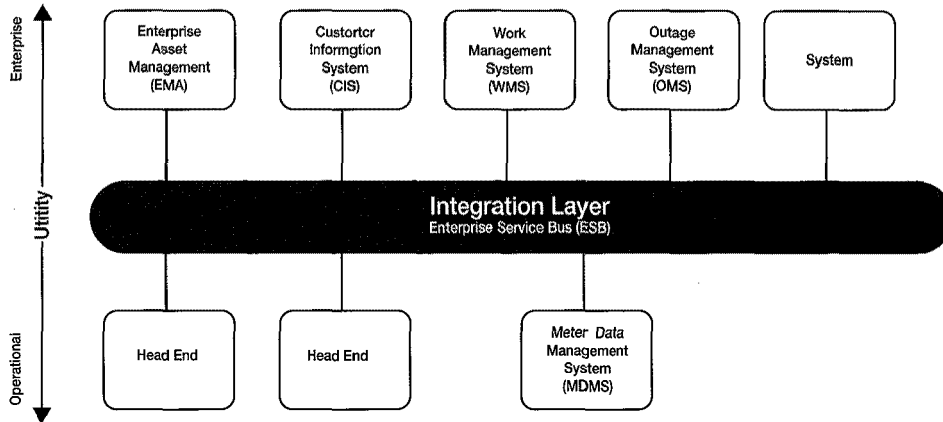 Enterprise
Enterprise
Asset
Management
(EMA)
Custortcr
Informgtion
System
(CIS)
Work
Management
System
(WMS)
Outage
Management
System
(OMS)
System
Utitity
Integration Layer
Enterprise Service Bus (ESB)
Operational
Head End
Head End
Meter Data
Management
System
(MDMS)